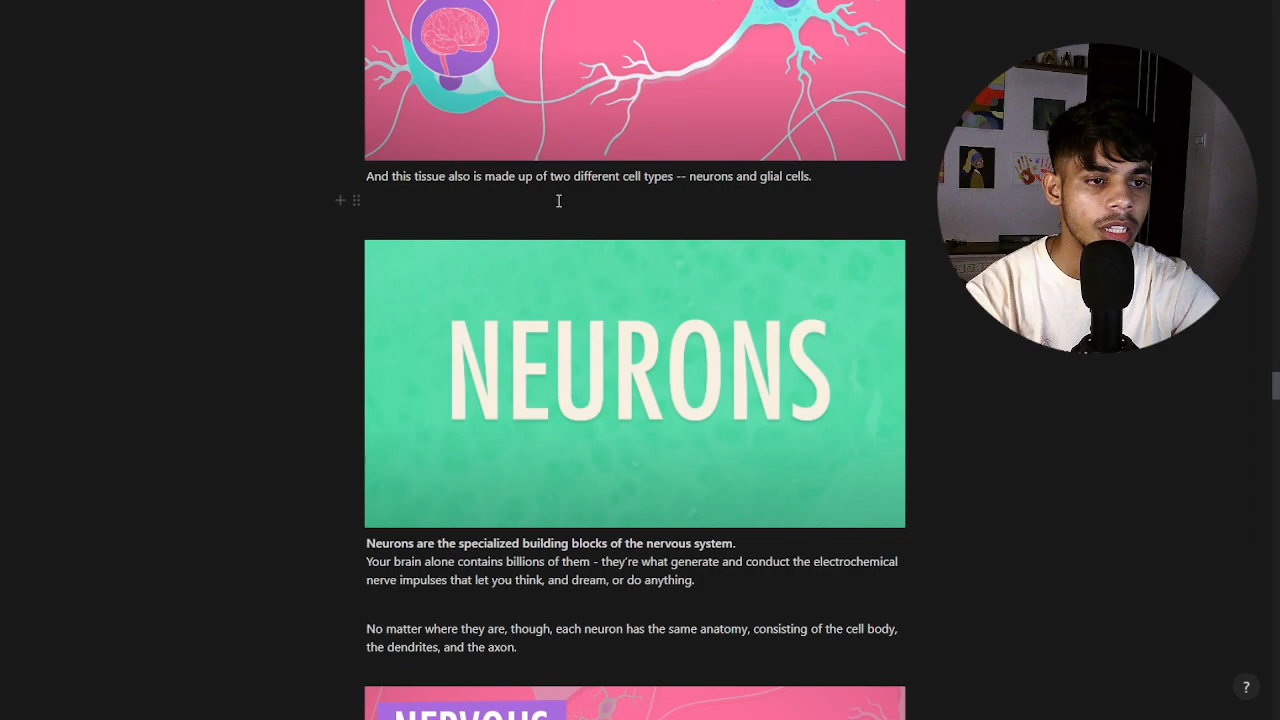 And this tissue also is made up of two different cell types -- neurons and glial cells.
NEURONS
Neurons are the specialized building blocks of the nervous system.
Your brain alone contains billions of them - they're what generate and conduct the electrochemical
nerve impulses that let you think, and dream, or do anything.
No matter where they are, though, each neuron has the same anatomy, consisting of the cell body,
the dendrites, and the axon.
NERVOUS
?